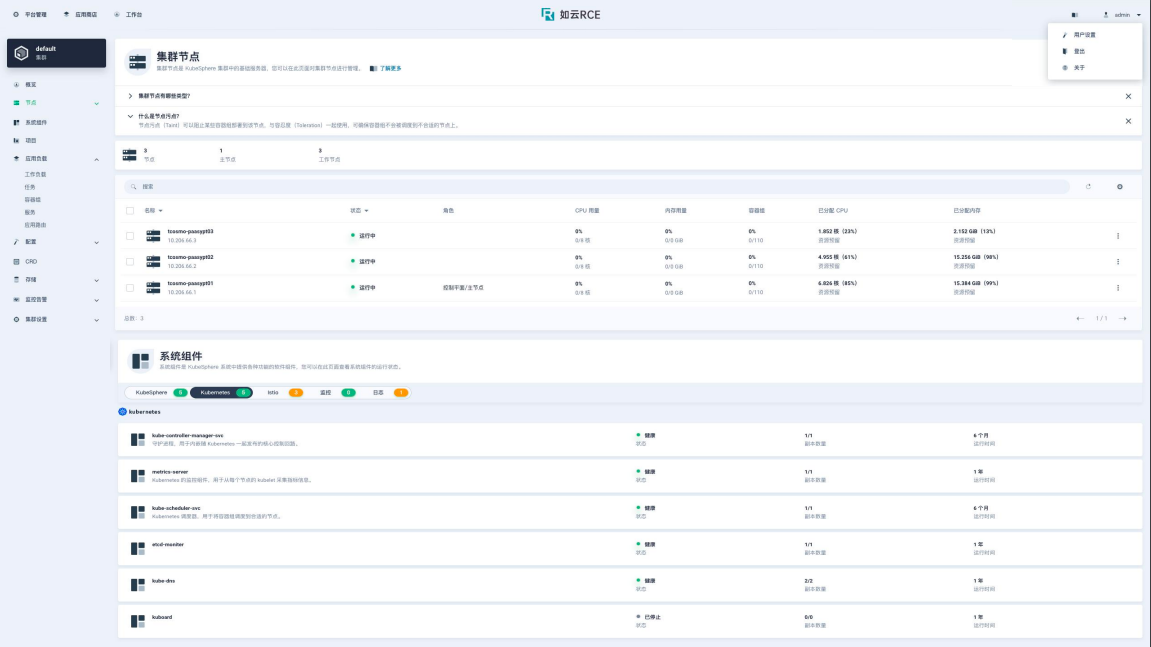 平台管理 应用商店 工作台
如云RCE
admin
用户设置
登出
关于
default
集群
概览
节点
系统组件
项目
应用负载
工作负载
任务
容器组
服务
应用路由
配置
CRD
存储
监控告警
集群设置
集群节点
集群节点是 KubeSphere 集群中的基础服务器，您可以在此页面对集群节点进行管理。 了解更多
集群节点有哪些类型?
什么是节点污点?
节点污点（Taint）可以阻止某些容器组部署到该节点，与容忍度（Toleration）一起使用，可确保容器组不会被调度到不合适的节点上。
3 1 3
节点 主节点 工作节点
搜索
名称 状态 角色 CPU 用量 内存用量 容器组 已分配 CPU 已分配内存
tcosmo-paasypt03 运行中 0% 0% 0% 1.852 核（23%） 2.152 GiB（13%）
10.206.66.3 0/8 核 0/0 GiB 0/110 资源预留 资源预留
tcosmo-paasypt02 运行中 0% 0% 0% 4.955 核（61%） 15.256 GiB（98%）
10.206.66.2 0/8 核 0/0 GiB 0/110 资源预留 资源预留
tcosmo-paasypt01 运行中 控制平面/主节点 0% 0% 0% 6.826 核（85%） 15.384 GiB（99%）
10.206.66.1 0/8 核 0/0 GiB 0/110 资源预留 资源预留
总数: 3 1 / 1
系统组件
系统组件是 KubeSphere 系统中提供各种功能的软件组件，您可以在此页面查看系统组件的运行状态。
KubeSphere 5 Kubernetes 5 Istio 3 监控 0 日志 1
kubernetes
kube-controller-manager-svc 健康 1/1 6 个月
守护进程，用于内嵌随 Kubernetes 一起发布的核心控制回路。 状态 副本数量 运行时间
metrics-server 健康 1/1 1 年
Kubernetes 的监控组件，用于从每个节点的 kubelet 采集指标信息。 状态 副本数量 运行时间
kube-scheduler-svc 健康 1/1 6 个月
Kubernetes 调度器，用于将容器组调度到合适的节点。 状态 副本数量 运行时间
etcd-moniter 健康 1/1 1 年
状态 副本数量 运行时间
kube-dns 健康 2/2 1 年
状态 副本数量 运行时间
kuboard 已停止 0/0 1 年
状态 副本数量 运行时间